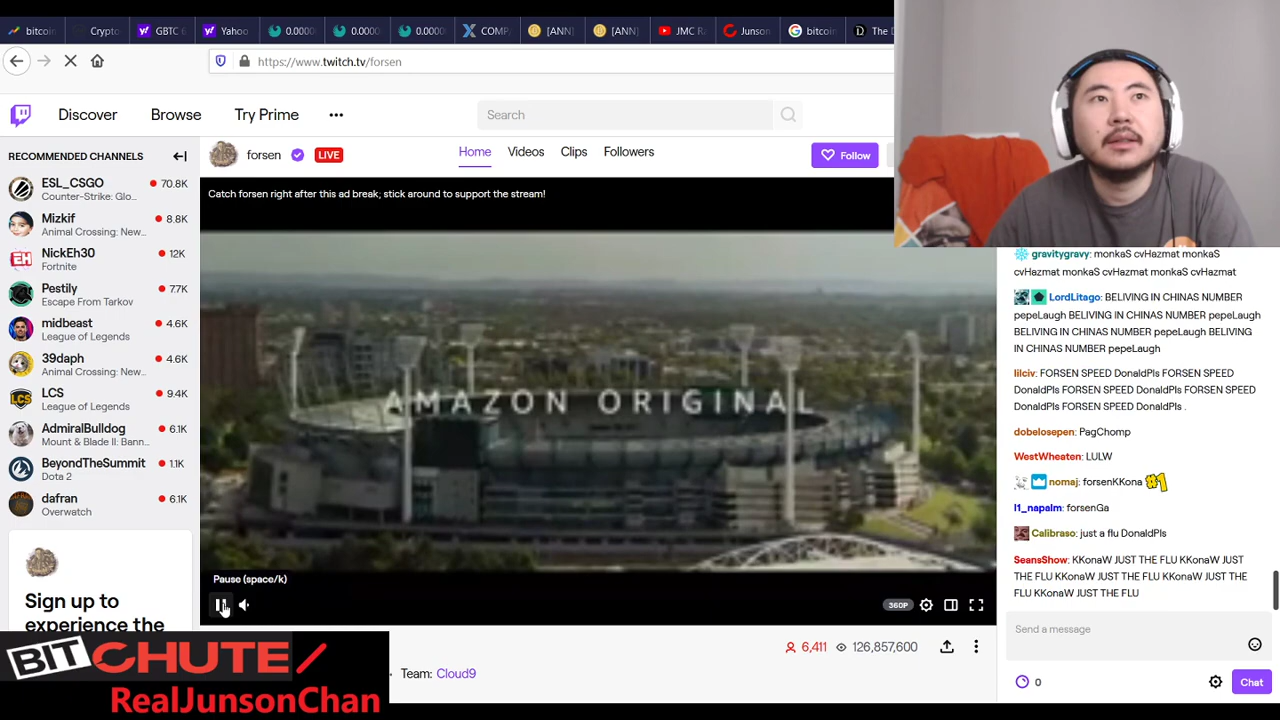 bitcoin
Crypto
GBTC
Yahoo
0.0000
0.0000
0.0000
COMP
[ANN]
[ANN]
JMC
Junson
bitcoin
The D
https://www.twitch.tv/forsen
Discover
Browse
Try Prime
Search
RECOMMENDED CHANNELS
ESL_CSGO
70.8K
Counter-Strike: Glo...
Mizkif
8.8K
Animal Crossing: New...
NickEh30
12K
Fortnite
Pestily
7.7K
Escape From Tarkov
midbeast
4.6K
League of Legends
39daph
4.6K
Animal Crossing: New...
LCS
9.4K
League of Legends
AdmiralBulldog
6.1K
Mount & Blade II: Bann...
BeyondTheSummit
1.1K
Dota 2
dafran
6.1K
Overwatch
Sign up to
experience the
forsen
LIVE
Home
Videos
Clips
Followers
Follow
Catch forsen right after this ad break; stick around to support the stream!
AMAZON ORIGINAL
Pause (space/k)
360P
6,411
126,857,600
Team: Cloud9
gravitygravy: monkaS cvHazmat monkaS
cvHazmat monkaS cvHazmat monkaS cvHazmat
LordLitago: BELIVING IN CHINAS NUMBER
pepeLaugh BELIVING IN CHINAS NUMBER pepeLaugh
BELIVING IN CHINAS NUMBER pepeLaugh BELIVING
IN CHINAS NUMBER pepeLaugh
lilciv: FORSEN SPEED DonaldPls FORSEN SPEED
DonaldPls FORSEN SPEED DonaldPls FORSEN SPEED
DonaldPls FORSEN SPEED DonaldPls .
dobelosepen: PagChomp
WestWheaten: LULW
nomaj: forsenKKona #1
l1_napalm: forsenGa
Calibraso: just a flu DonaldPls
SeansShow: KKonaW JUST THE FLU KKonaW JUST
THE FLU KKonaW JUST THE FLU KKonaW JUST THE
FLU KKonaW JUST THE FLU
Send a message
0
Chat
BITCHUTE
RealJunsonChan